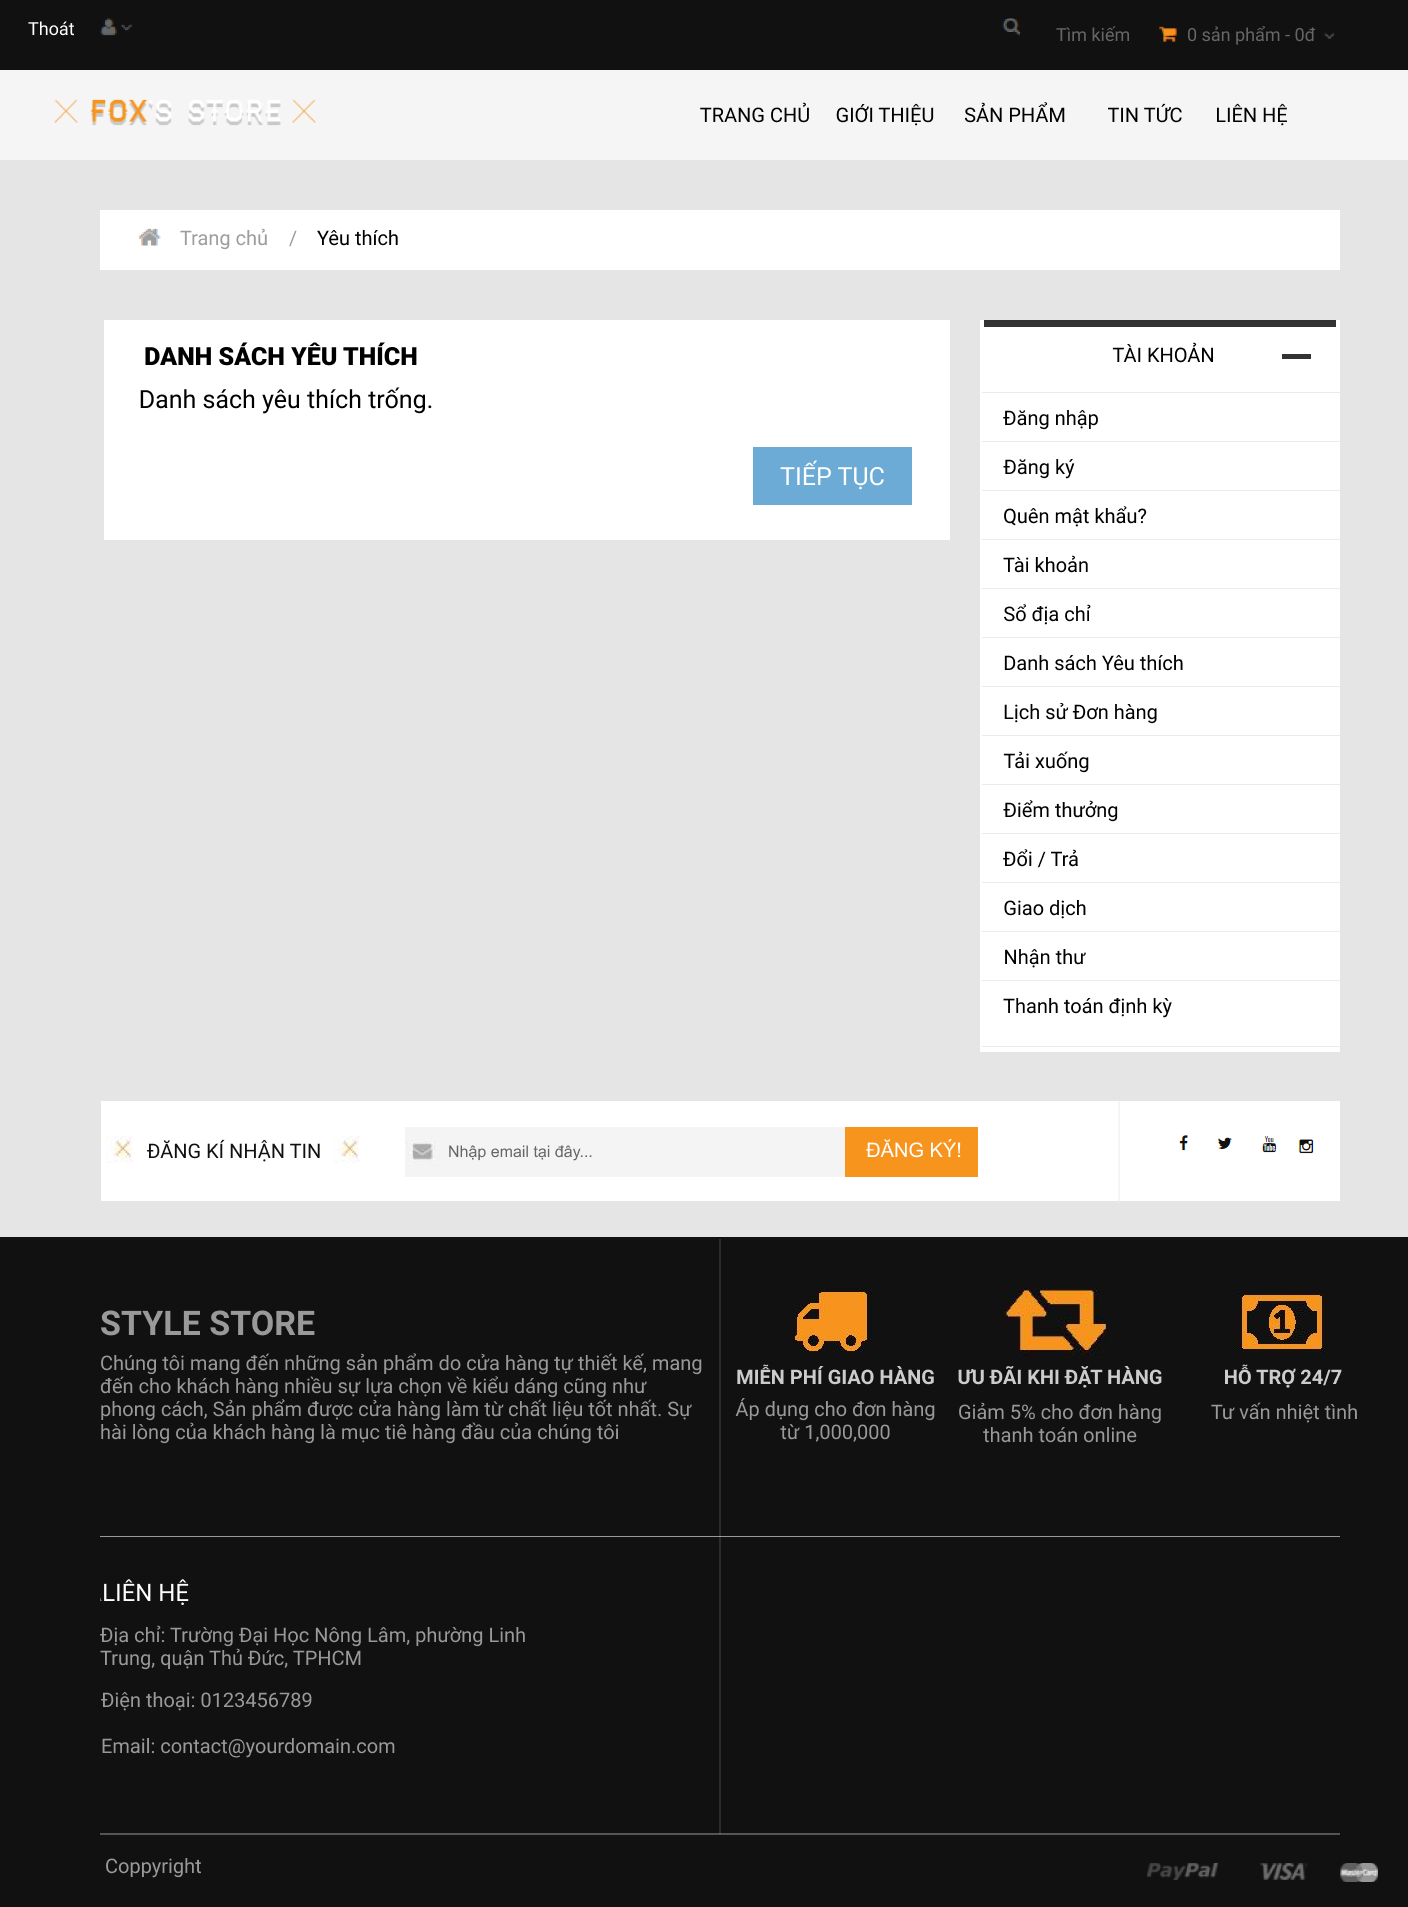 Thoát
Tìm kiếm
0 sản phẩm - 0đ
FOX'S STORE
TRANG CHỦ GIỚI THIỆU SẢN PHẨM TIN TỨC LIÊN HỆ
Trang chủ / Yêu thích
DANH SÁCH YÊU THÍCH
Danh sách yêu thích trống.
TIẾP TỤC
TÀI KHOẢN
Đăng nhập
Đăng ký
Quên mật khẩu?
Tài khoản
Sổ địa chỉ
Danh sách Yêu thích
Lịch sử Đơn hàng
Tải xuống
Điểm thưởng
Đổi / Trả
Giao dịch
Nhận thư
Thanh toán định kỳ
ĐĂNG KÍ NHẬN TIN
Nhập email tại đây...
ĐĂNG KÝ!
You
Tube
STYLE STORE
Chúng tôi mang đến những sản phẩm do cửa hàng tự thiết kế, mang
đến cho khách hàng nhiều sự lựa chọn về kiểu dáng cũng như
phong cách, Sản phẩm được cửa hàng làm từ chất liệu tốt nhất. Sự
hài lòng của khách hàng là mục tiê hàng đầu của chúng tôi
MIỄN PHÍ GIAO HÀNG
Áp dụng cho đơn hàng
từ 1,000,000
ƯU ĐÃI KHI ĐẶT HÀNG
Giảm 5% cho đơn hàng
thanh toán online
1
HỖ TRỢ 24/7
Tư vấn nhiệt tình
LIÊN HỆ
Địa chỉ: Trường Đại Học Nông Lâm, phường Linh
Trung, quận Thủ Đức, TPHCM
Điện thoại: 0123456789
Email: contact@yourdomain.com
Coppyright
PayPal
VISA
MasterCard